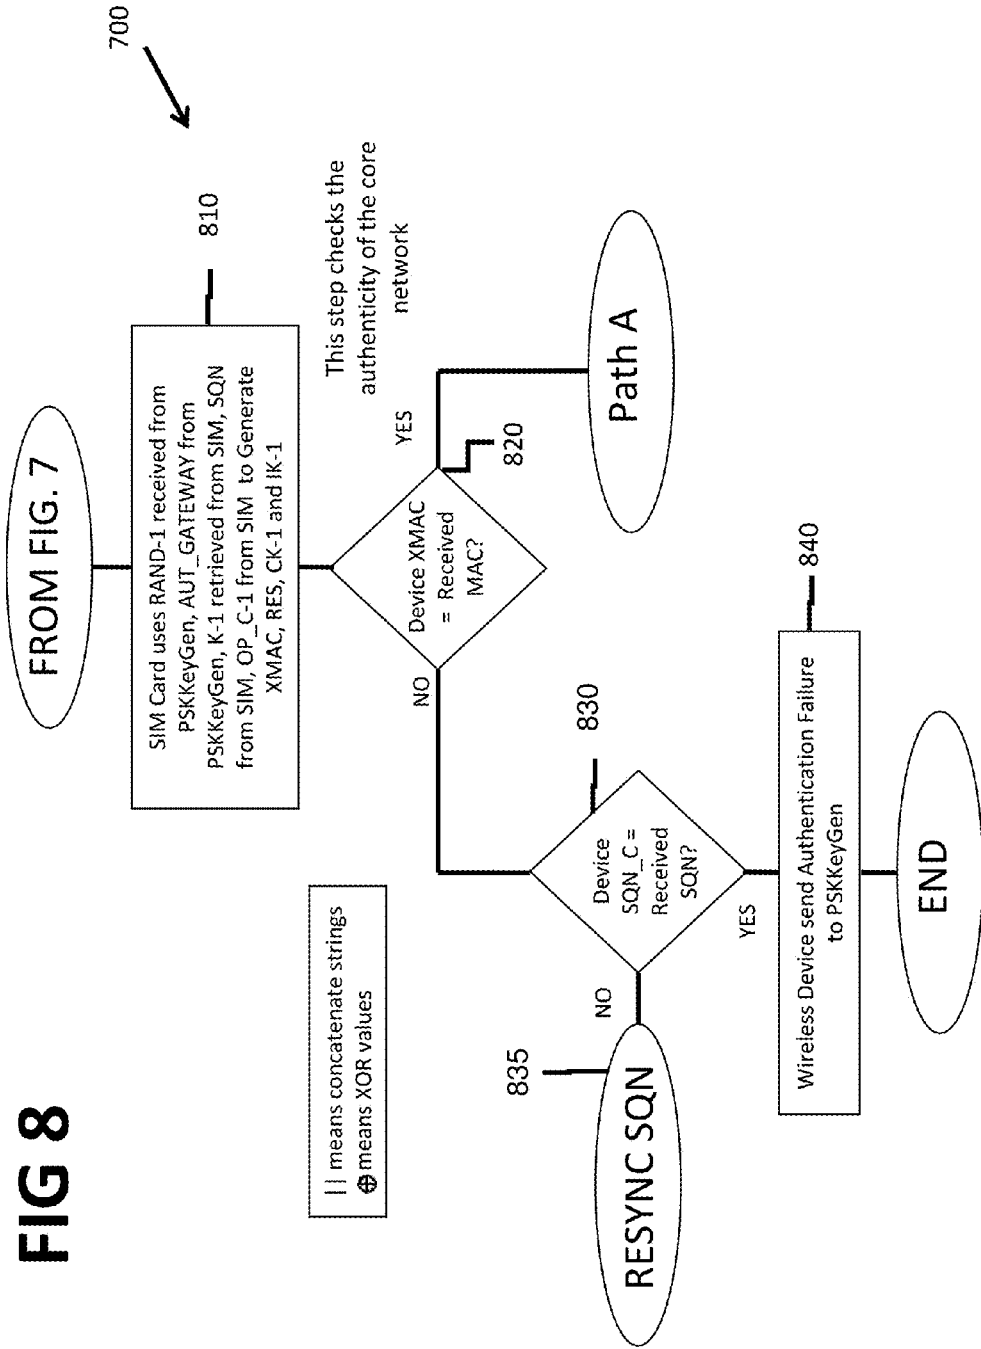 FIG 8
FROM FIG. 7
700
SIM Card uses RAND-1 received from
PSKKeyGen, AUT_GATEWAY from
PSKKeyGen, K-1 retrieved from SIM, SQN
from SIM, OP_C-1 from SIM to Generate
XMAC, RES, CK-1 and IK-1
810
|| means concatenate strings
⊕ means XOR values
This step checks the
authenticity of the core
network
NO
Device XMAC
= Received
MAC?
YES
820
Path A
830
Device
SQN_C =
Received
SQN?
NO
835
RESYNC SQN
YES
Wireless Device send Authentication Failure
to PSKKeyGen
840
END